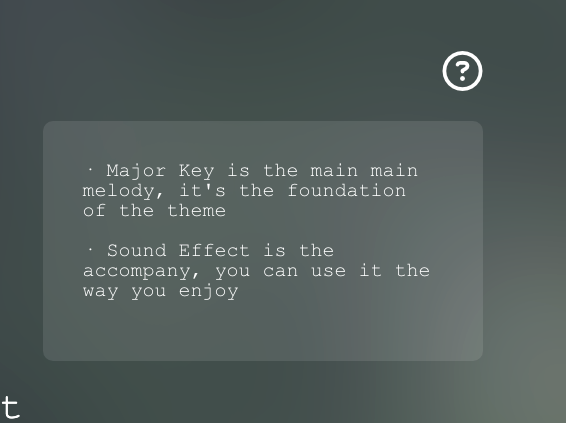 ?
· Major Key is the main main
melody, it's the foundation
of the theme
· Sound Effect is the
accompany, you can use it the
way you enjoy
t